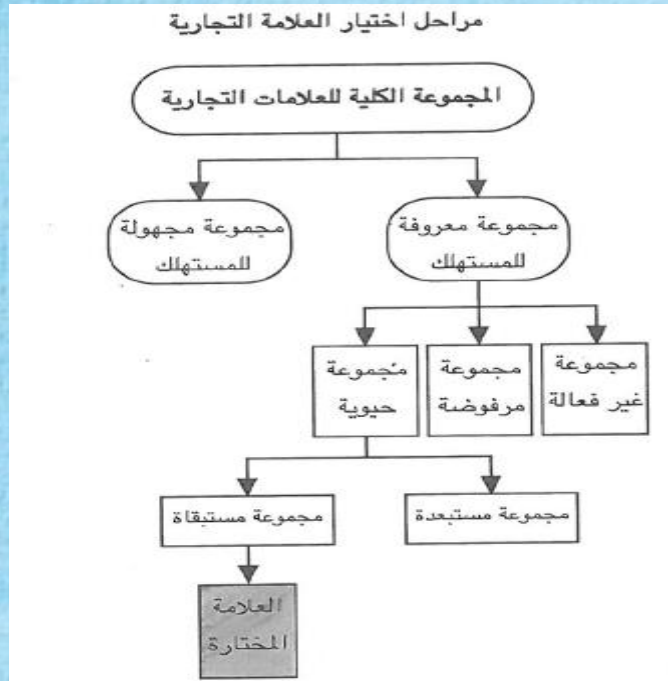 مراحل اختيار العلامة التجارية
المجموعة الكلية للعلامات التجارية
مجموعة معروفة
للمستهلك
مجموعة مجهولة
للمستهلك
مجموعة
غير فعالة
مجموعة
مرفوضة
مجموعة
حيوية
مجموعة مستبعدة
مجموعة مستبقاة
العلامة
المختارة